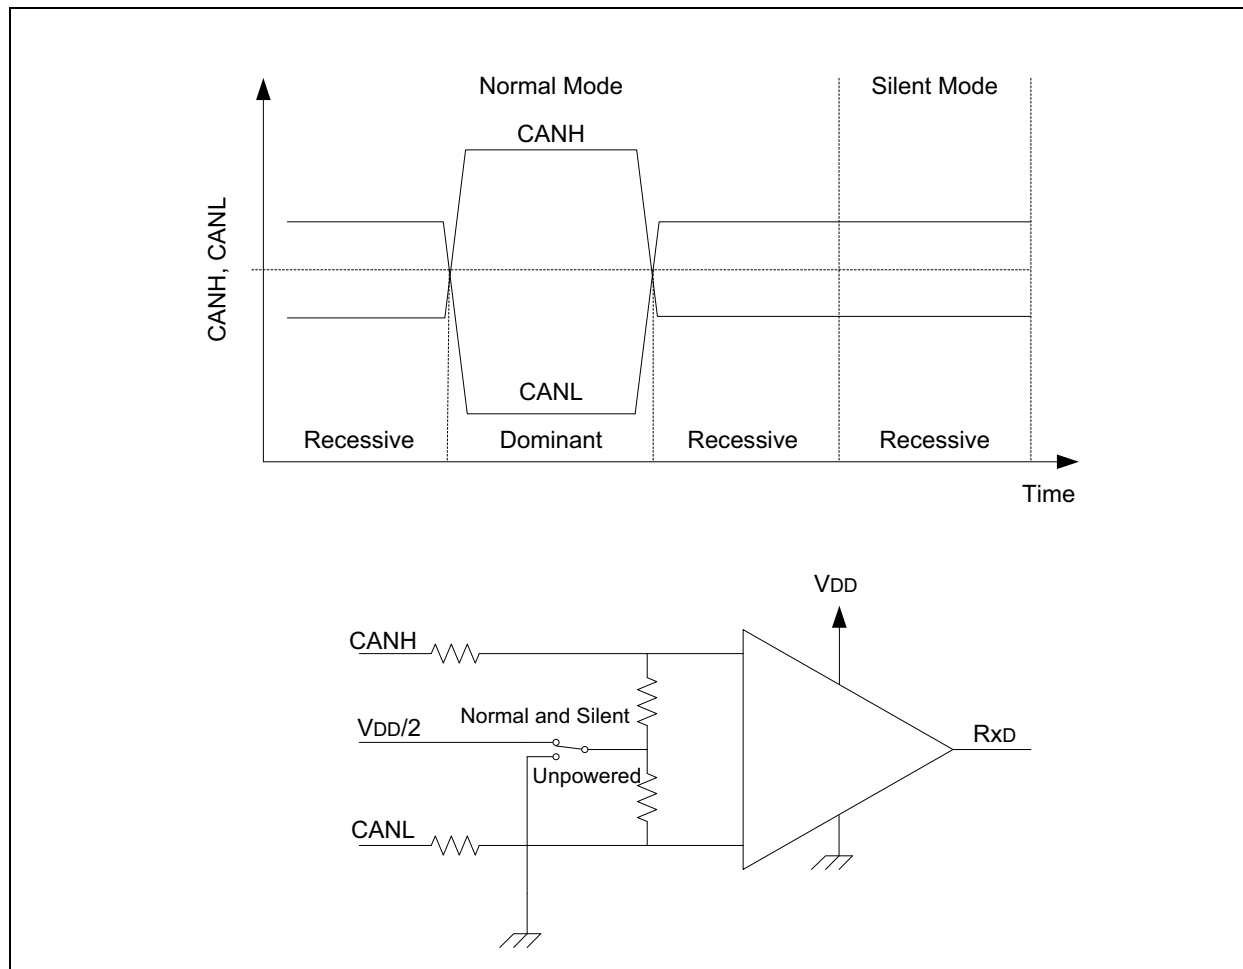 Normal Mode
Silent Mode
CANH
CANH, CANL
CANL
Recessive
Dominant
Recessive
Recessive
Time
VDD
CANH
Normal and Silent
VDD/2
RxD
Unpowered
CANL